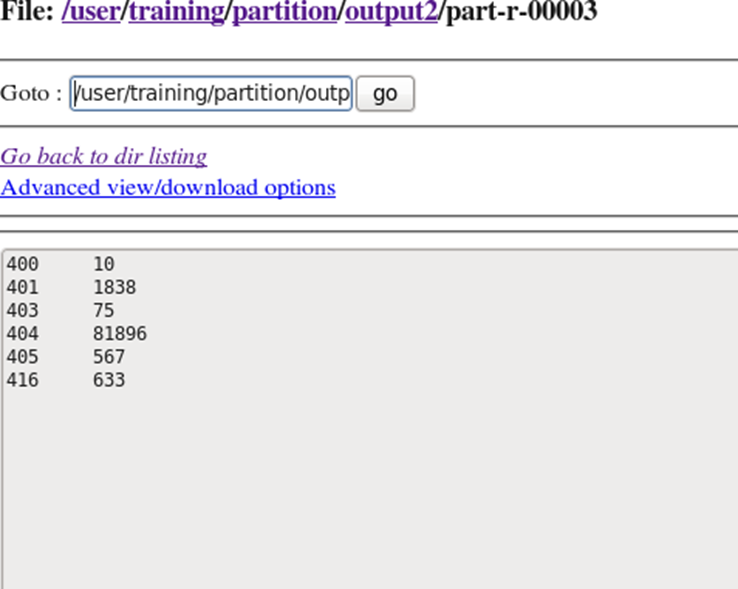 File: /user/training/partition/output2/part-r-00003
Goto : /user/training/partition/outp go
Go back to dir listing
Advanced view/download options
400 10
401 1838
403 75
404 81896
405 567
416 633